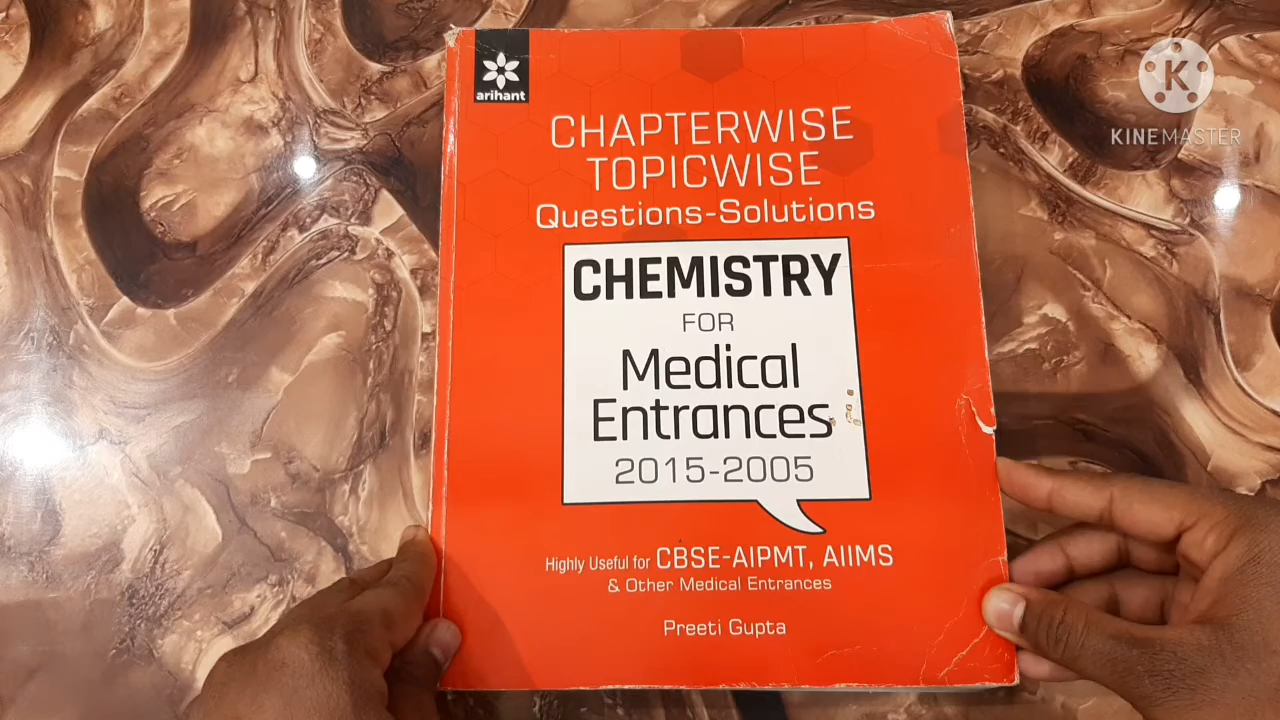 arihant
CHAPTERWISE
TOPICWISE
Questions-Solutions
CHEMISTRY
FOR
Medical
Entrances
2015-2005
Highly Useful for CBSE-AIPMT, AIIMS
& Other Medical Entrances
Preeti Gupta
K
KINEMASTER